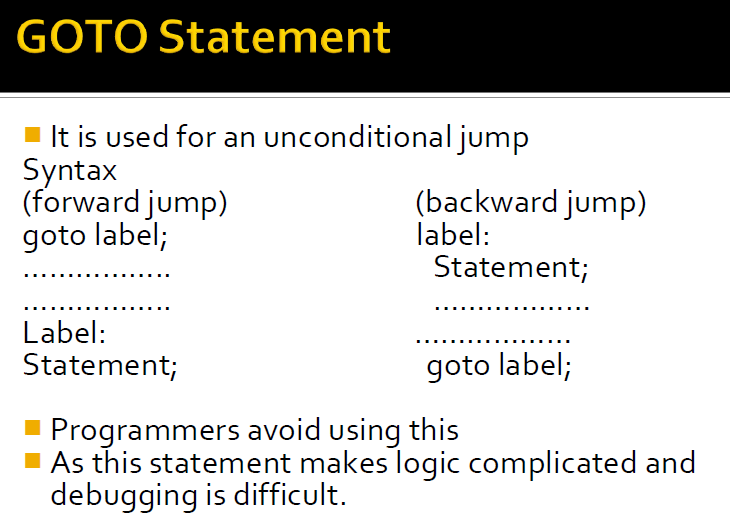 GOTO Statement
It is used for an unconditional jump
Syntax
(forward jump) (backward jump)
goto label; label:
................. Statement;
................. ..................
Label: ..................
Statement; goto label;
Programmers avoid using this
As this statement makes logic complicated and
debugging is difficult.